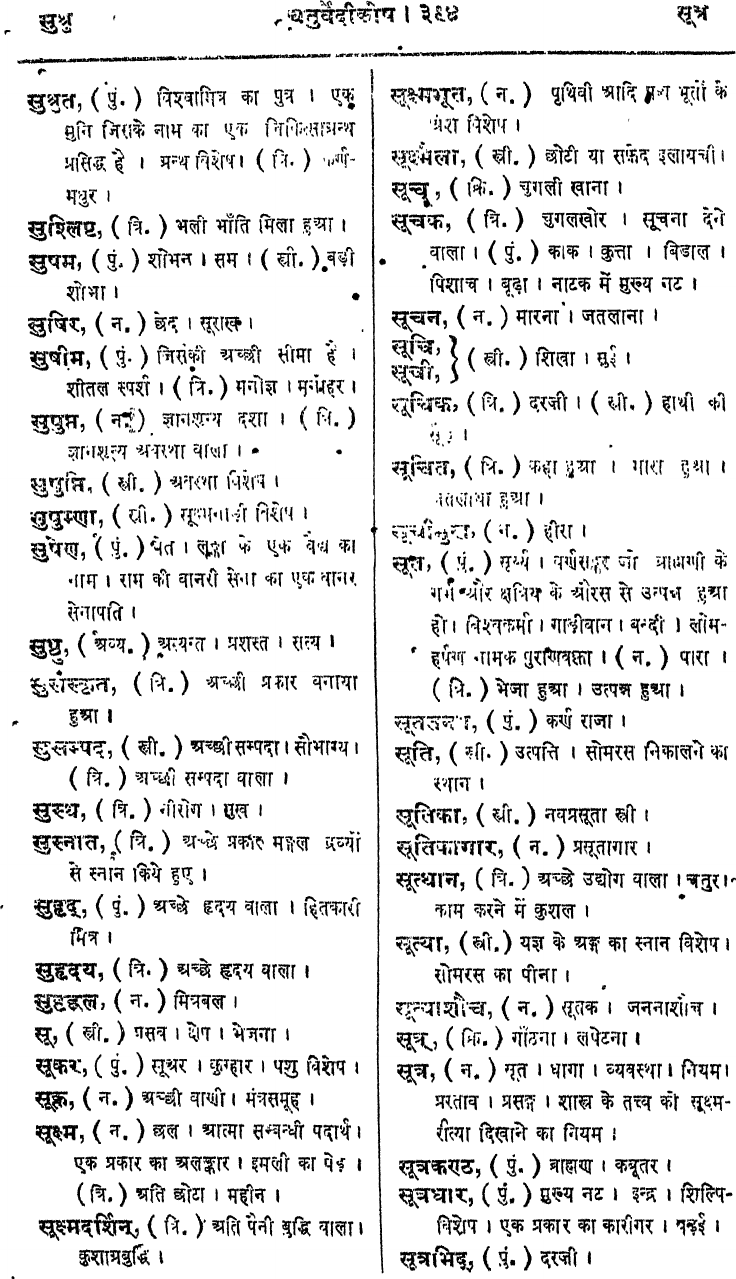 सुश्रु
चतुर्वेदीकोष । ३९४
सूत्र
सुश्रुत, ( पुं. ) विश्वामित्र का पुत्र । एक
मुनि जिसके नाम का एक चिकित्साग्रन्थ
प्रसिद्ध है । ग्रन्थ विशेष । ( त्रि. ) कर्ण-
मधुर ।
सुश्लिष्ट, ( त्रि. ) भली भाँति मिला हुआ ।
सुषम, ( पुं. ) शोभन । सम । ( स्त्री. ) बड़ी
शोभा ।
सुषिर, ( न. ) छेद । सूराख ।
सुषीम, ( पुं. ) जिसकी अच्छी सीमा है ।
शीतल स्पर्श । ( त्रि. ) मनोज्ञ । मनोहर ।
सुषुप्त, ( न. ) ज्ञानशून्य दशा । ( त्रि. )
ज्ञानशून्य अवस्था वाला ।
सुषुप्ति, ( स्त्री. ) अवस्था विशेष ।
सुषुम्णा, ( स्त्री. ) सूक्ष्मनाड़ी विशेष ।
सुषेण, ( पुं. ) बेत । लङ्का के एक वैद्य का
नाम । राम की वानरी सेना का एक वानर
सेनापति ।
सुष्ठु, ( अव्य. ) अत्यन्त । प्रशस्त । सत्य ।
सुसंस्कृत, ( त्रि. ) अच्छी प्रकार बनाया
हुआ ।
सुसम्पद्, ( स्त्री. ) अच्छी सम्पदा । सौभाग्य ।
( त्रि. ) अच्छी सम्पदा वाला ।
सुस्थ, ( त्रि. ) नीरोग । सुख ।
सुस्नात, ( त्रि. ) अच्छे प्रकार मङ्गल द्रव्यों
से स्नान किये हुए ।
सुहृद्, ( पुं. ) अच्छे हृदय वाला । हितकारी
मित्र ।
सुहृदय, ( त्रि. ) अच्छे हृदय वाला ।
सुहृद्बल, ( न. ) मित्रबल ।
सू, ( स्त्री. ) प्रसव । क्षेप । भेजना ।
सूकर, ( पुं. ) सूअर । कुम्हार । पशु विशेष ।
सूक्त, ( न. ) अच्छी वाणी । मंत्रसमूह ।
सूक्ष्म, ( न. ) छल । आत्मा सम्बन्धी पदार्थ ।
एक प्रकार का अलङ्कार । इमली का पेड़ ।
( त्रि. ) अति छोटा । महीन ।
सूक्ष्मदर्शिन्, ( त्रि. ) अति पैनी बुद्धि वाला ।
कुशाग्रबुद्धि ।
सूक्ष्मभूत, ( न. ) पृथिवी आदि भूतों के
अंश विशेष ।
सूक्ष्मैला, ( स्त्री. ) छोटी या सफ़ेद इलायची ।
सूच्, ( क्रि. ) चुगली खाना ।
सूचक, ( त्रि. ) चुगलखोर । सूचना देने
वाला । ( पुं. ) काक । कुत्ता । बिडाल ।
पिशाच । बूढ़ा । नाटक में मुख्य नट ।
सूचन, ( न. ) मारना । जतलाना ।
सूचि,
सूची, } ( स्त्री. ) शिखा । सुई ।
सूचिक, ( त्रि. ) दरजी । ( स्त्री. ) हाथी की
सूँड़ ।
सूचित, ( त्रि. ) कहा हुआ । मारा हुआ ।
जतलाया हुआ ।
सूचीमुख, ( न. ) हीरा ।
सूत, ( पुं. ) सूर्य्य । वर्णसङ्कर जो ब्राह्मणी के
गर्भ और क्षत्रिय के औरस से उत्पन्न हुआ
हो । विश्वकर्मा । गाड़ीवान । बन्दी । लोम-
हर्षण नामक पुराणवक्ता । ( न. ) पारा ।
( त्रि. ) भेजा हुआ । उत्पन्न हुआ ।
सूततनय, ( पुं. ) कर्ण राजा ।
सूति, ( स्त्री. ) उत्पत्ति । सोमरस निकालने का
स्थान ।
सूतिका, ( स्त्री. ) नवप्रसूता स्त्री ।
सूतिकागार, ( न. ) प्रसूतागार ।
सूत्थान, ( त्रि. ) अच्छे उद्योग वाला । चतुर ।
काम करने में कुशल ।
सूत्या, ( स्त्री. ) यज्ञ के अङ्ग का स्नान विशेष ।
सोमरस का पीना ।
सूत्याशौच, ( न. ) सूतक । जननाशौच ।
सूत्र्, ( क्रि. ) गाँठना । लपेटना ।
सूत्र, ( न. ) सूत । धागा । व्यवस्था । नियम ।
प्रस्ताव । प्रसङ्ग । शास्त्र के तत्त्व को सूक्ष्म-
रीत्या दिखाने का नियम ।
सूत्रकण्ठ, ( पुं. ) ब्राह्मण । कबूतर ।
सूत्रधार, ( पुं. ) मुख्य नट । इन्द्र । शिल्पि-
विशेष । एक प्रकार का कारीगर । बढ़ई ।
सूत्रभिद्, ( पुं. ) दरजी ।